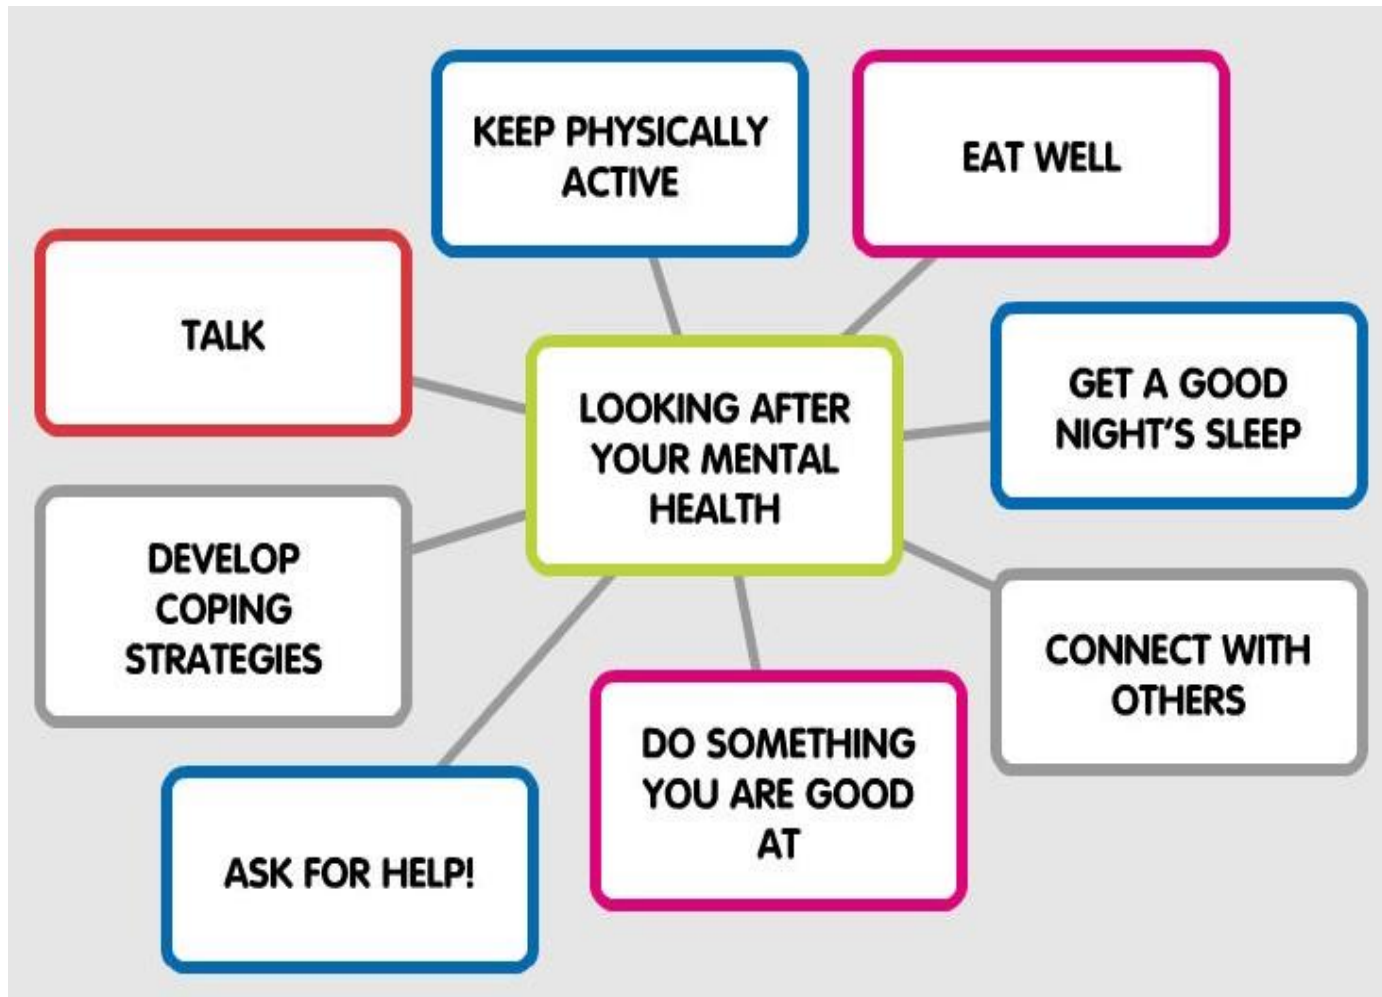 KEEP PHYSICALLY
ACTIVE
EAT WELL
TALK
GET A GOOD
NIGHT'S SLEEP
LOOKING AFTER
YOUR MENTAL
HEALTH
DEVELOP
COPING
STRATEGIES
CONNECT WITH
OTHERS
DO SOMETHING
YOU ARE GOOD
AT
ASK FOR HELP!